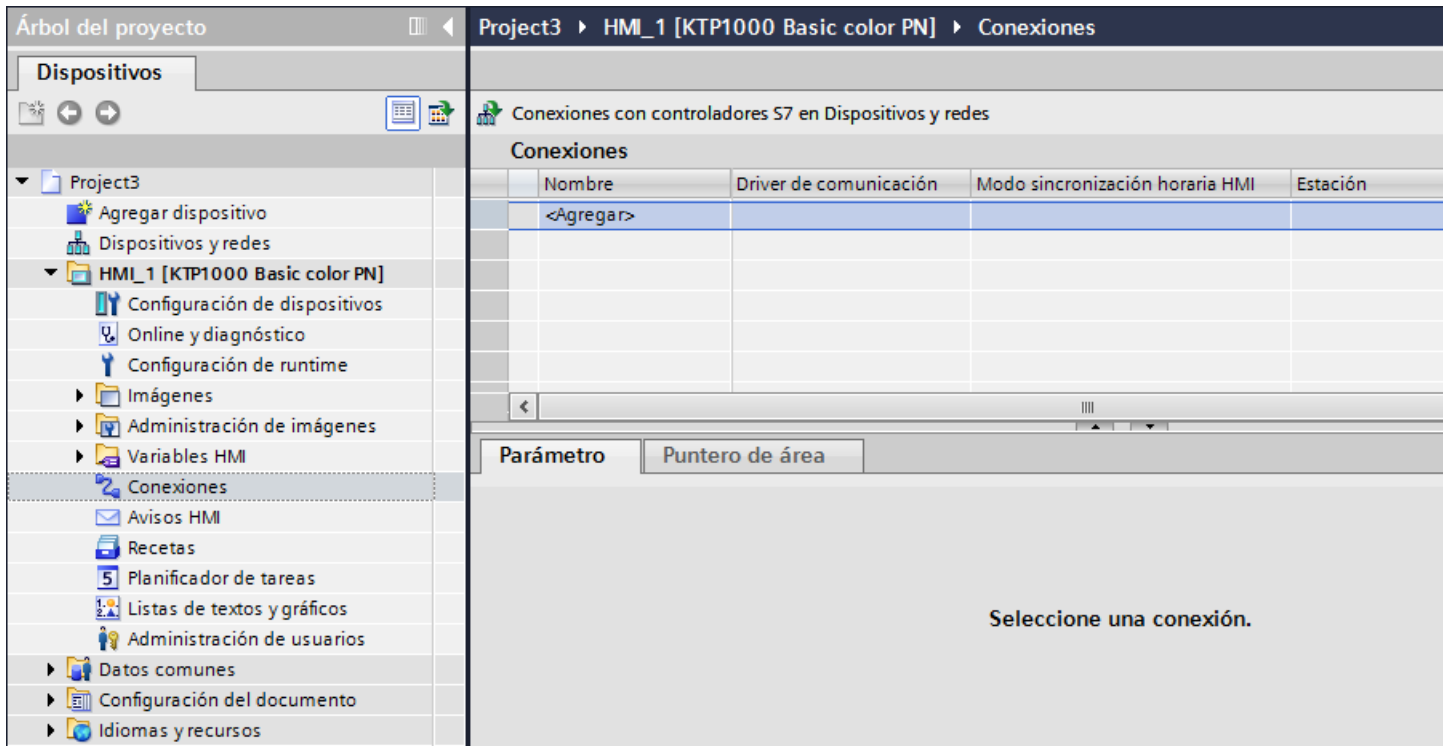 Árbol del proyecto
Dispositivos
Project3
Agregar dispositivo
Dispositivos y redes
HMI_1 [KTP1000 Basic color PN]
Configuración de dispositivos
Online y diagnóstico
Configuración de runtime
Imágenes
Administración de imágenes
Variables HMI
Conexiones
Avisos HMI
Recetas
5 Planificador de tareas
Listas de textos y gráficos
Administración de usuarios
Datos comunes
Configuración del documento
Idiomas y recursos
Project3 HMI_1 [KTP1000 Basic color PN] Conexiones
Conexiones con controladores S7 en Dispositivos y redes
Conexiones
Nombre Driver de comunicación Modo sincronización horaria HMI Estación
<Agregar>
Parámetro Puntero de área
Seleccione una conexión.